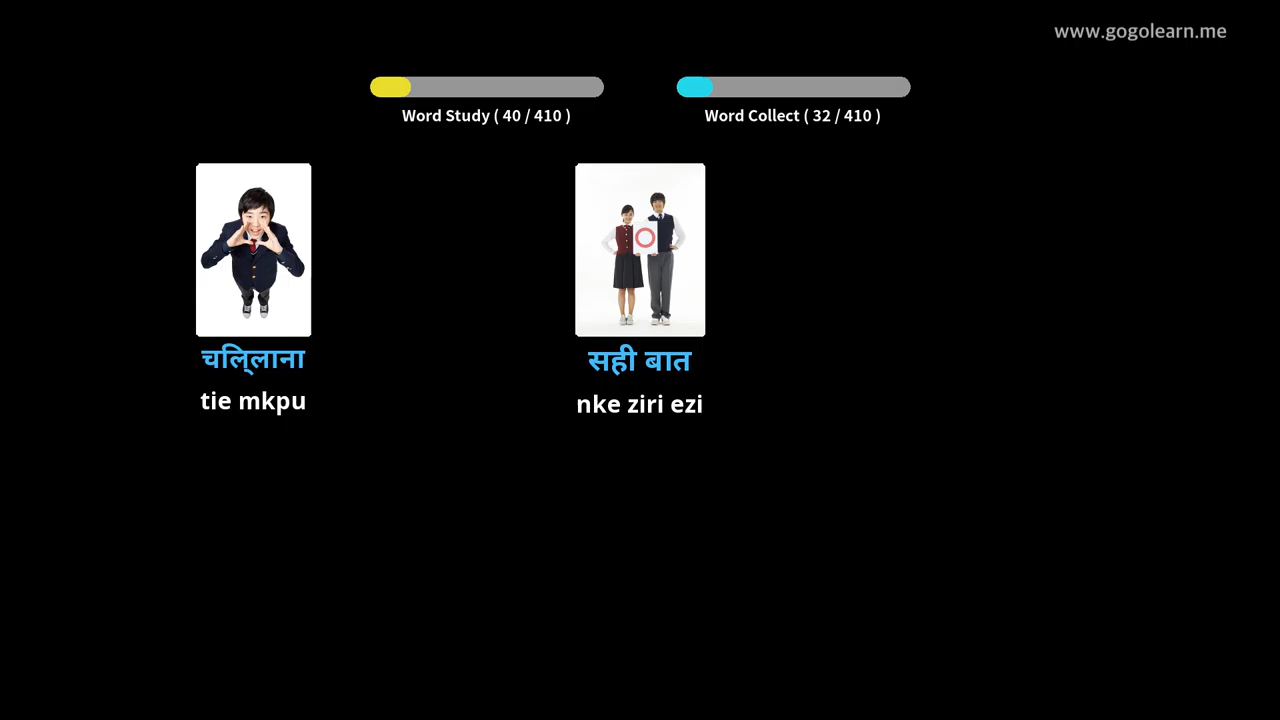 www.gogolearn.me
Word Study ( 40 / 410 )
Word Collect ( 32 / 410 )
चलि्लाना
सही बात
tie mkpu
nke ziri ezi